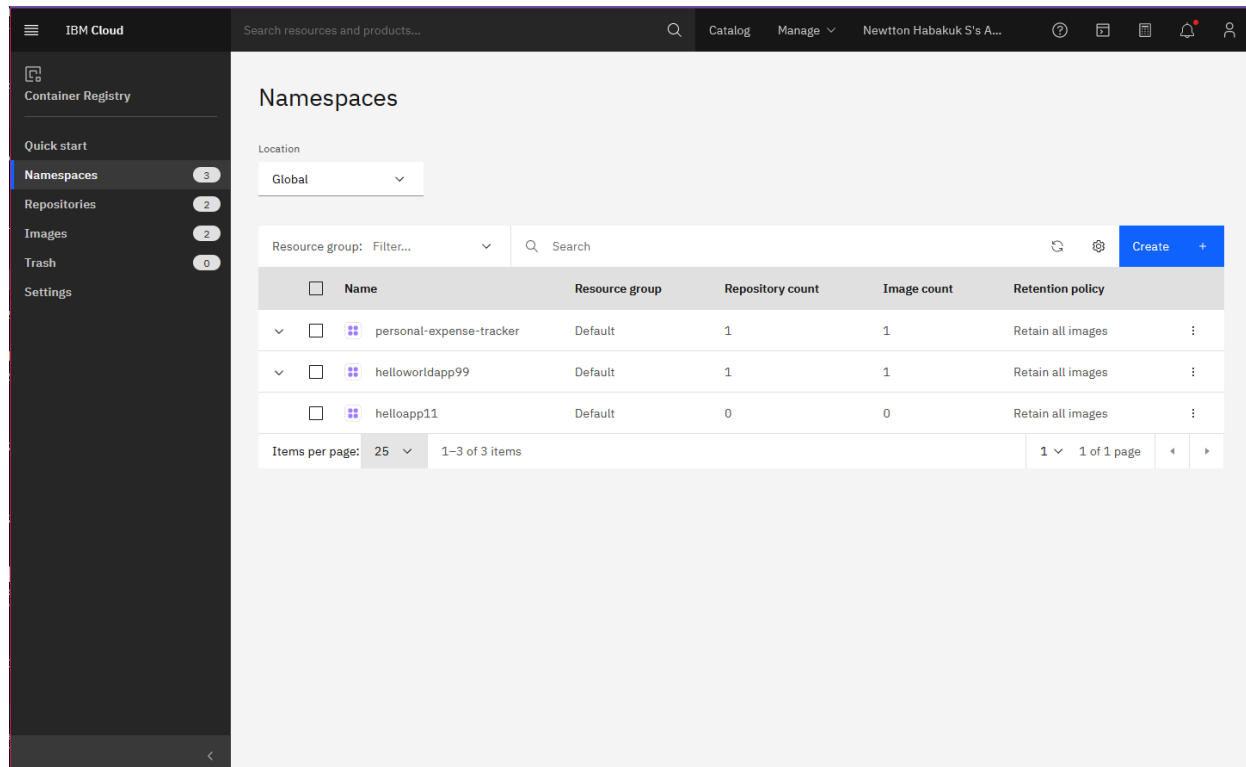 IBM Cloud
Search resources and products...
Catalog
Manage
Newtton Habakuk S's A...
Container Registry
Quick start
Namespaces 3
Repositories 2
Images 2
Trash 0
Settings
Namespaces
Location
Global
Resource group: Filter...
Search
Create +
Name Resource group Repository count Image count Retention policy
personal-expense-tracker Default 1 1 Retain all images
helloworldapp99 Default 1 1 Retain all images
helloapp11 Default 0 0 Retain all images
Items per page: 25 1–3 of 3 items 1 1 of 1 page